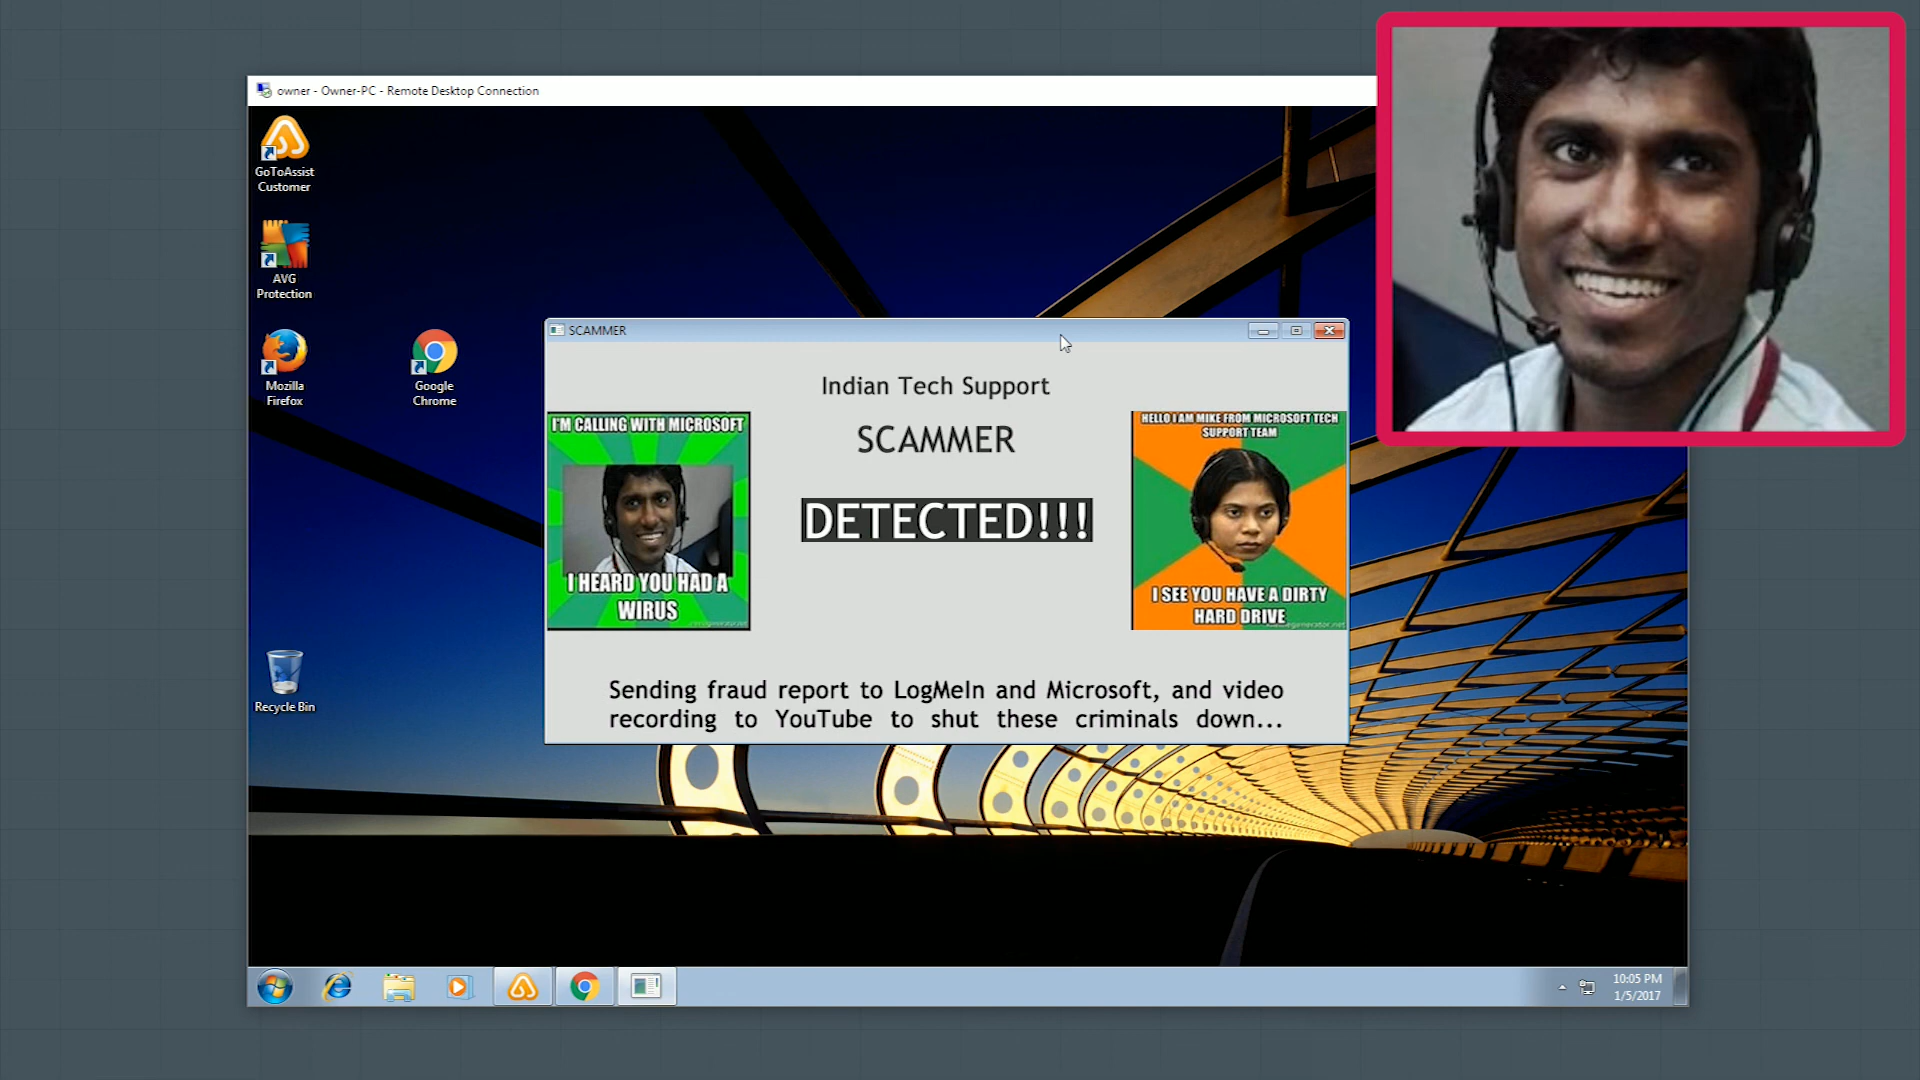 owner - Owner-PC - Remote Desktop Connection
GoToAssist
Customer
AVG
Protection
Mozilla
Firefox
Google
Chrome
Recycle Bin
SCAMMER
Indian Tech Support
SCAMMER
DETECTED!!!
I'M CALLING WITH MICROSOFT
I HEARD YOU HAD A
WIRUS
HELLO I AM MIKE FROM MICROSOFT TECH
SUPPORT TEAM
I SEE YOU HAVE A DIRTY
HARD DRIVE
Sending fraud report to LogMeIn and Microsoft, and video
recording to YouTube to shut these criminals down...
10:05 PM
1/5/2017